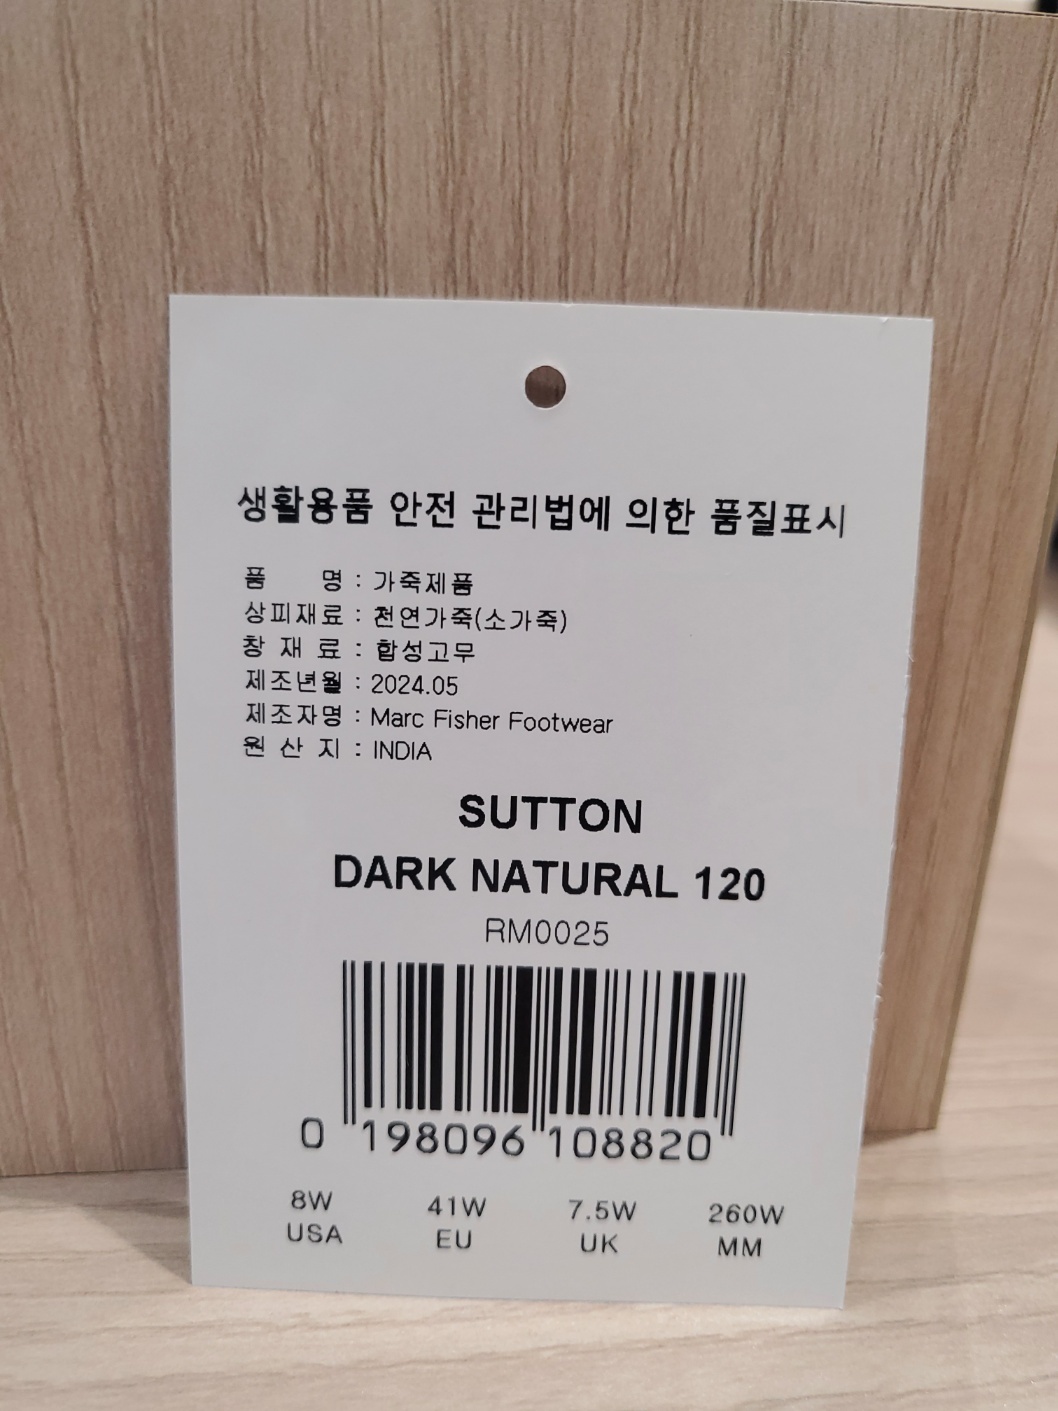 생활용품 안전 관리법에 의한 품질표시
품 명 : 가죽제품
상피재료 : 천연가죽(소가죽)
창 재 료 : 합성고무
제조년월 : 2024.05
제조자명 : Marc Fisher Footwear
원 산 지 : INDIA
SUTTON
DARK NATURAL 120
RM0025
0 198096 108820
8W 41W 7.5W 260W
USA EU UK MM